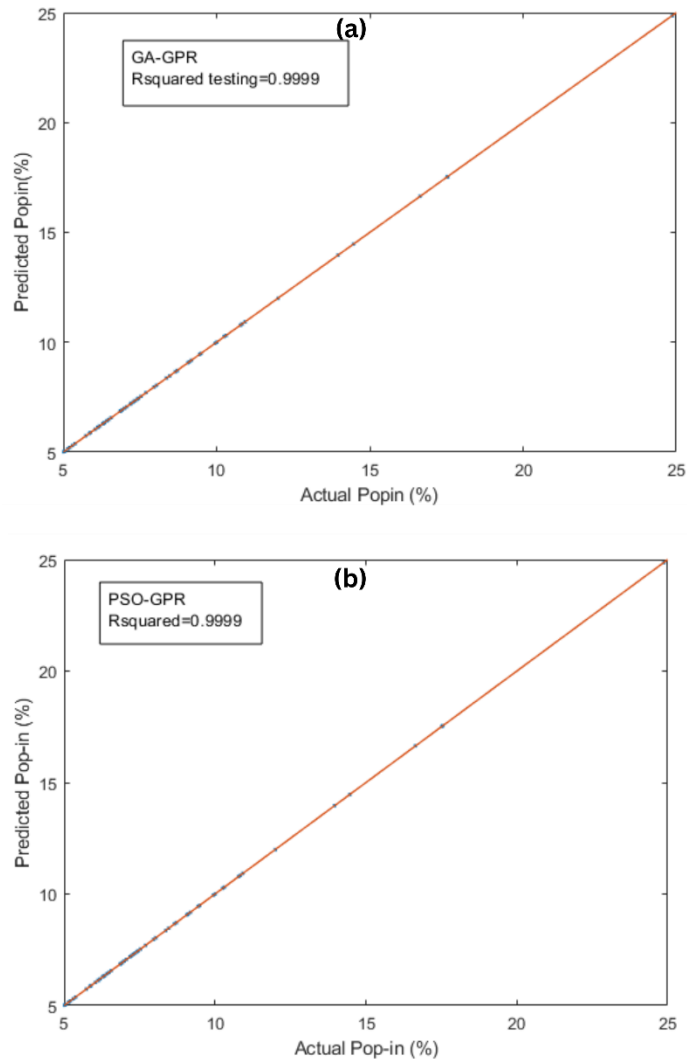 (a)
GA-GPR
Rsquared testing=0.9999
Predicted Popin(%)
25
20
15
10
5
5 10 15 20 25
Actual Popin (%)
(b)
PSO-GPR
Rsquared=0.9999
Predicted Pop-in (%)
25
20
15
10
5
5 10 15 20 25
Actual Pop-in (%)